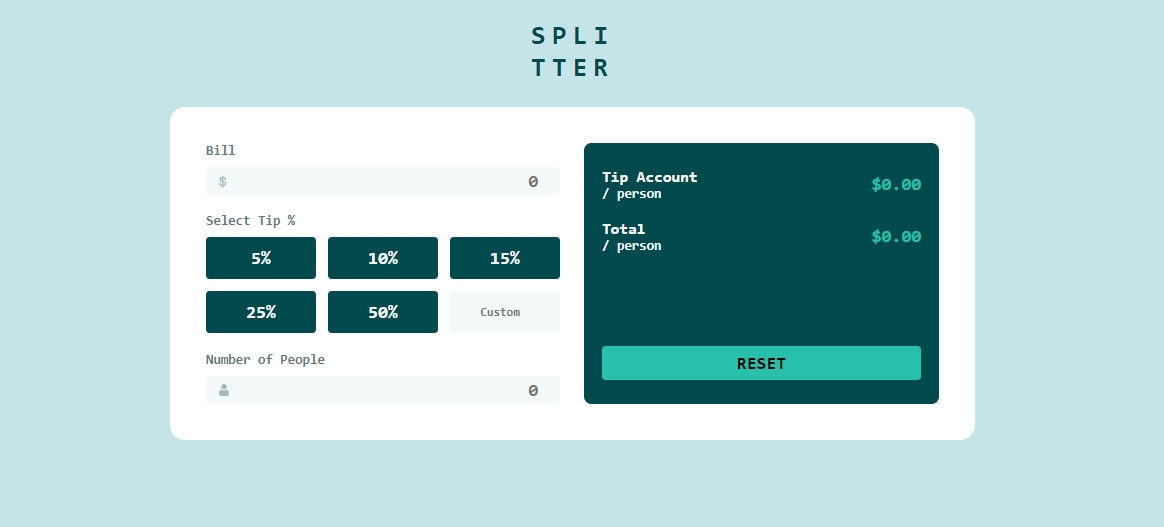 SPLI
TTER
Bill
$ 0
Select Tip %
5% 10% 15%
25% 50% Custom
Number of People
0
Tip Account
/ person
$0.00
Total
/ person
$0.00
RESET